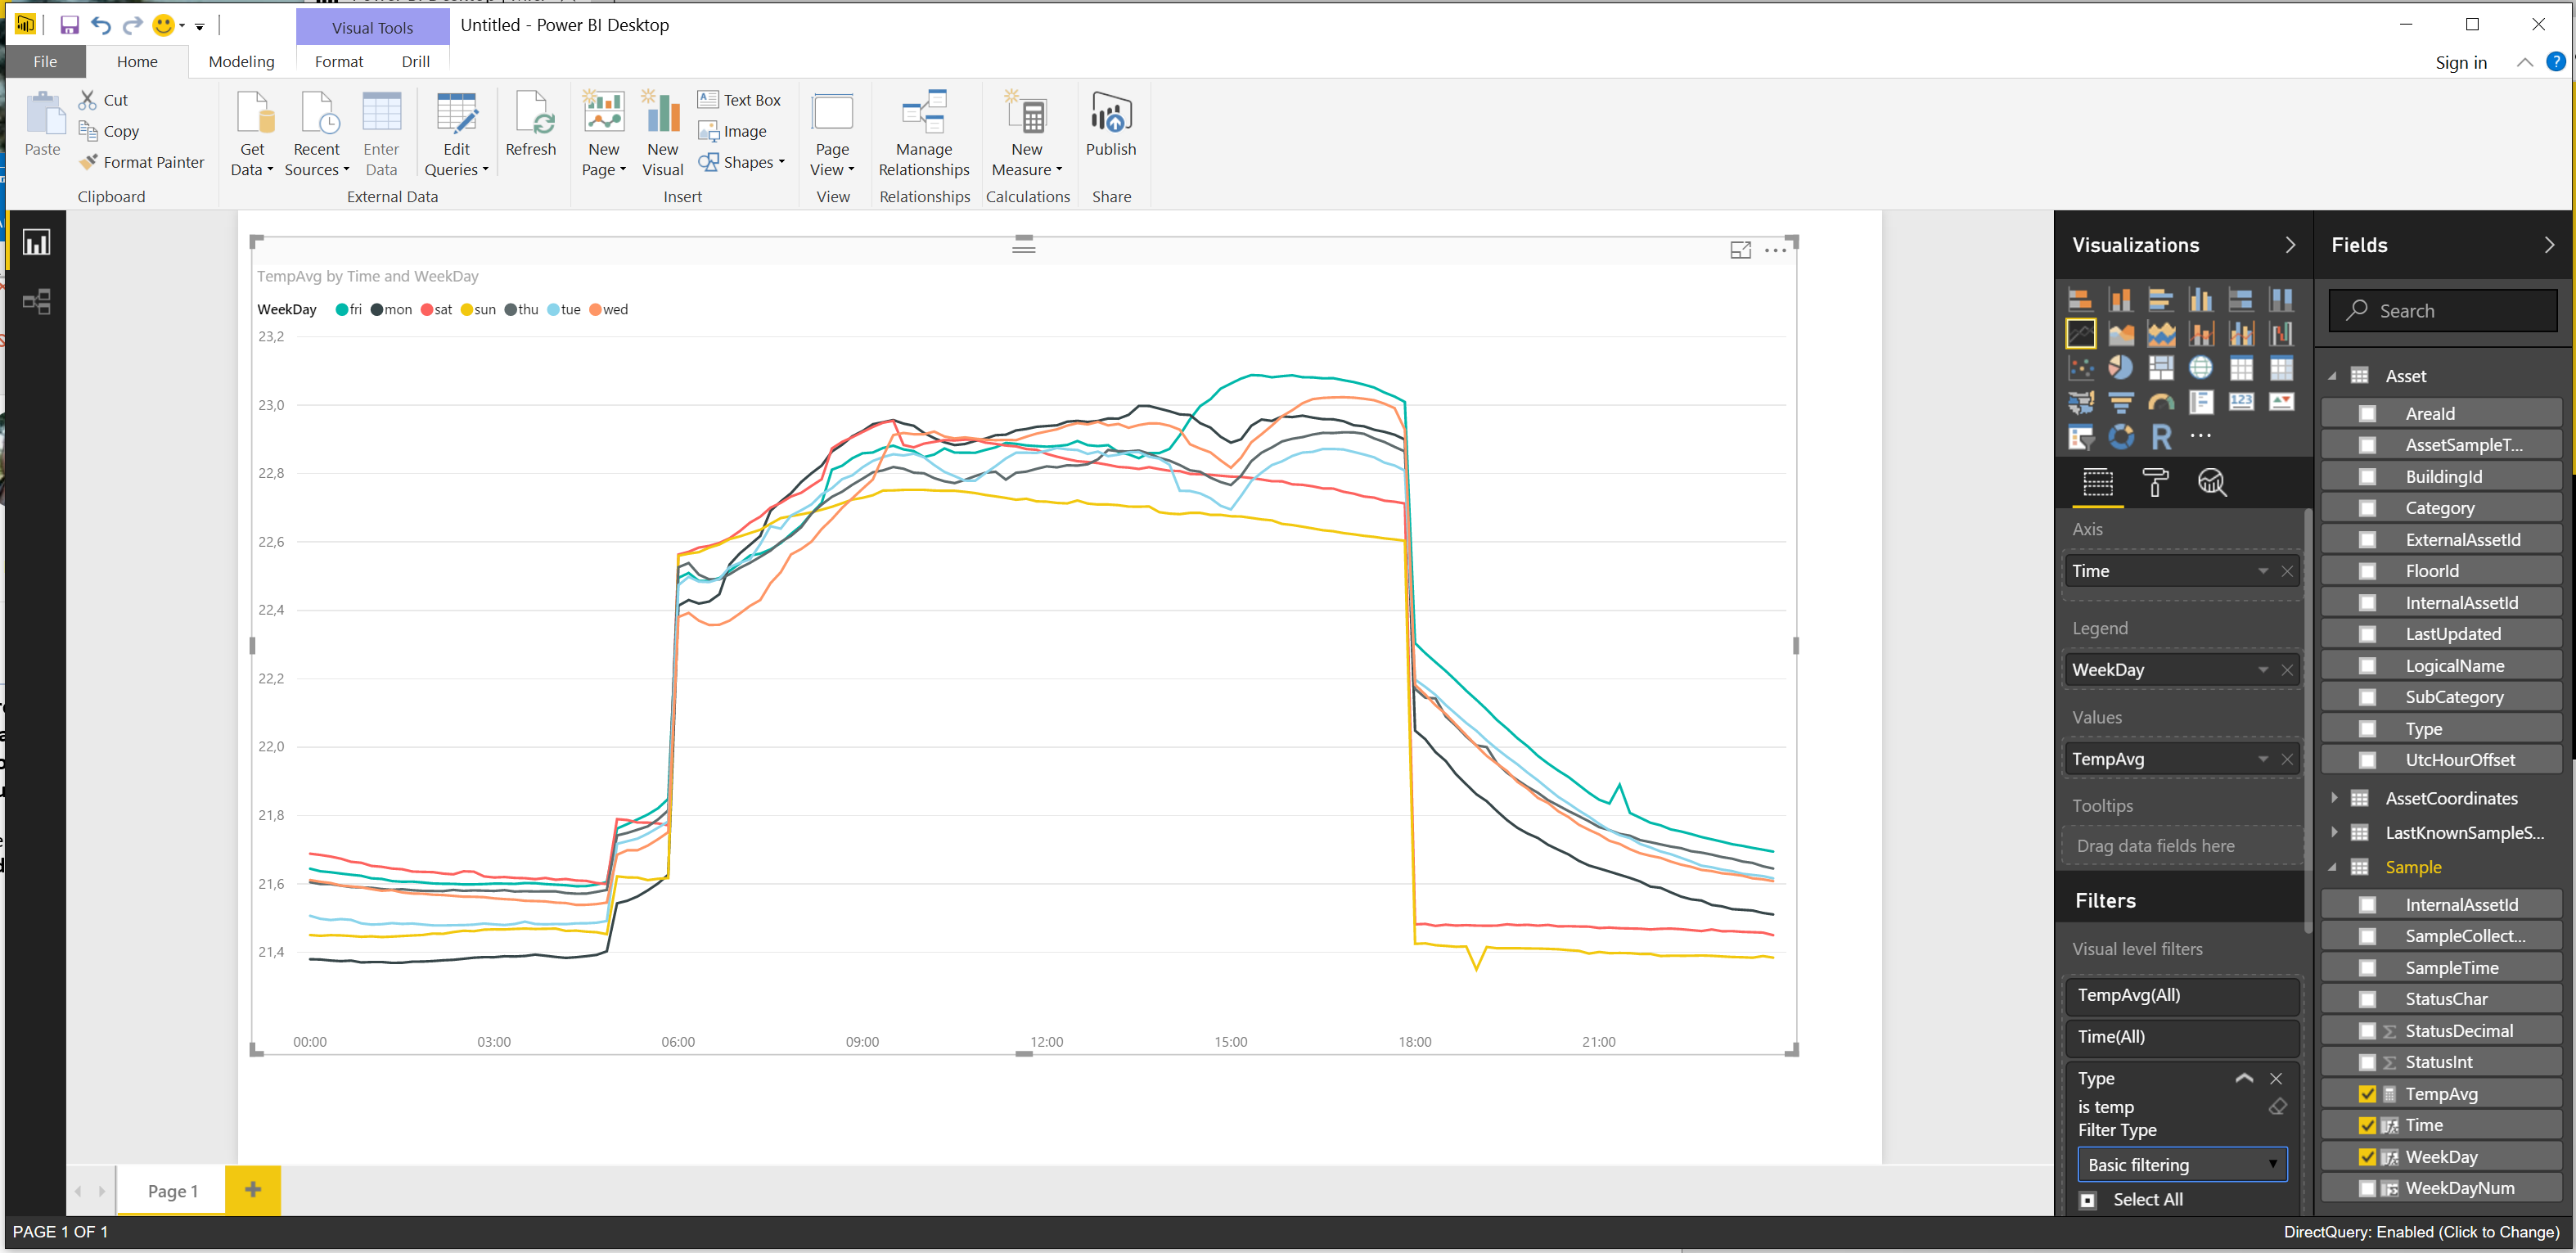 Visual Tools
Untitled - Power BI Desktop
File
Home
Modeling
Format
Drill
Sign in
Paste
Cut
Copy
Format Painter
Clipboard
Get Data
Recent Sources
Enter Data
Edit Queries
Refresh
External Data
New Page
New Visual
Text Box
Image
Shapes
Insert
Page View
View
Manage Relationships
Relationships
New Measure
Calculations
Publish
Share
TempAvg by Time and WeekDay
WeekDay fri mon sat sun thu tue wed
23,2
23,0
22,8
22,6
22,4
22,2
22,0
21,8
21,6
21,4
00:00 03:00 06:00 09:00 12:00 15:00 18:00 21:00
Visualizations
R
123
Axis
Time
Legend
WeekDay
Values
TempAvg
Tooltips
Drag data fields here
Filters
Visual level filters
TempAvg(All)
Time(All)
Type
is temp
Filter Type
Basic filtering
Select All
Fields
Search
Asset
AreaId
AssetSampleT...
BuildingId
Category
ExternalAssetId
FloorId
InternalAssetId
LastUpdated
LogicalName
SubCategory
Type
UtcHourOffset
AssetCoordinates
LastKnownSampleS...
Sample
InternalAssetId
SampleCollect...
SampleTime
StatusChar
StatusDecimal
StatusInt
TempAvg
Time
WeekDay
WeekDayNum
Page 1
PAGE 1 OF 1
DirectQuery: Enabled (Click to Change)